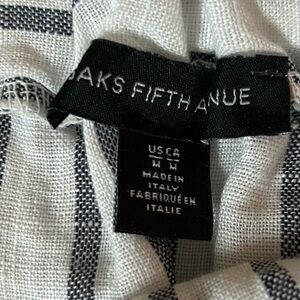 AKS FIFTH A NUE
US CA
M M
MADE IN
ITALY
FABRIQUÉ EN
ITALIE